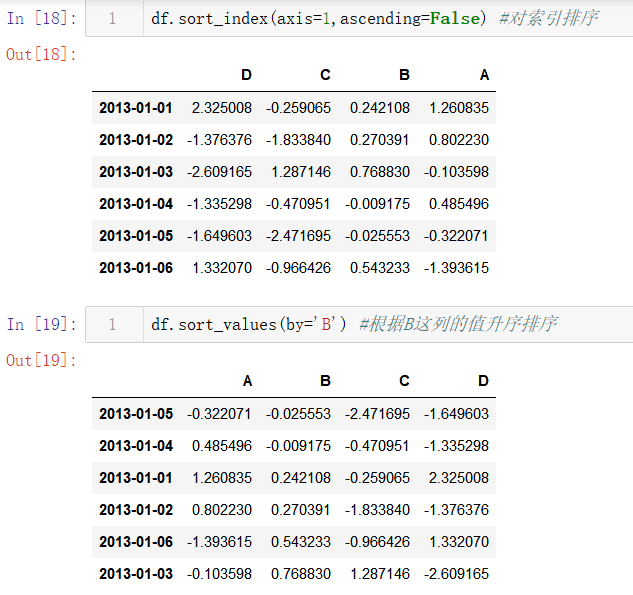 In [18]: 1 df.sort_index(axis=1,ascending=False) #对索引排序
Out[18]:
D C B A
2013-01-01 2.325008 -0.259065 0.242108 1.260835
2013-01-02 -1.376376 -1.833840 0.270391 0.802230
2013-01-03 -2.609165 1.287146 0.768830 -0.103598
2013-01-04 -1.335298 -0.470951 -0.009175 0.485496
2013-01-05 -1.649603 -2.471695 -0.025553 -0.322071
2013-01-06 1.332070 -0.966426 0.543233 -1.393615
In [19]: 1 df.sort_values(by='B') #根据B这列的值升序排序
Out[19]:
A B C D
2013-01-05 -0.322071 -0.025553 -2.471695 -1.649603
2013-01-04 0.485496 -0.009175 -0.470951 -1.335298
2013-01-01 1.260835 0.242108 -0.259065 2.325008
2013-01-02 0.802230 0.270391 -1.833840 -1.376376
2013-01-06 -1.393615 0.543233 -0.966426 1.332070
2013-01-03 -0.103598 0.768830 1.287146 -2.609165